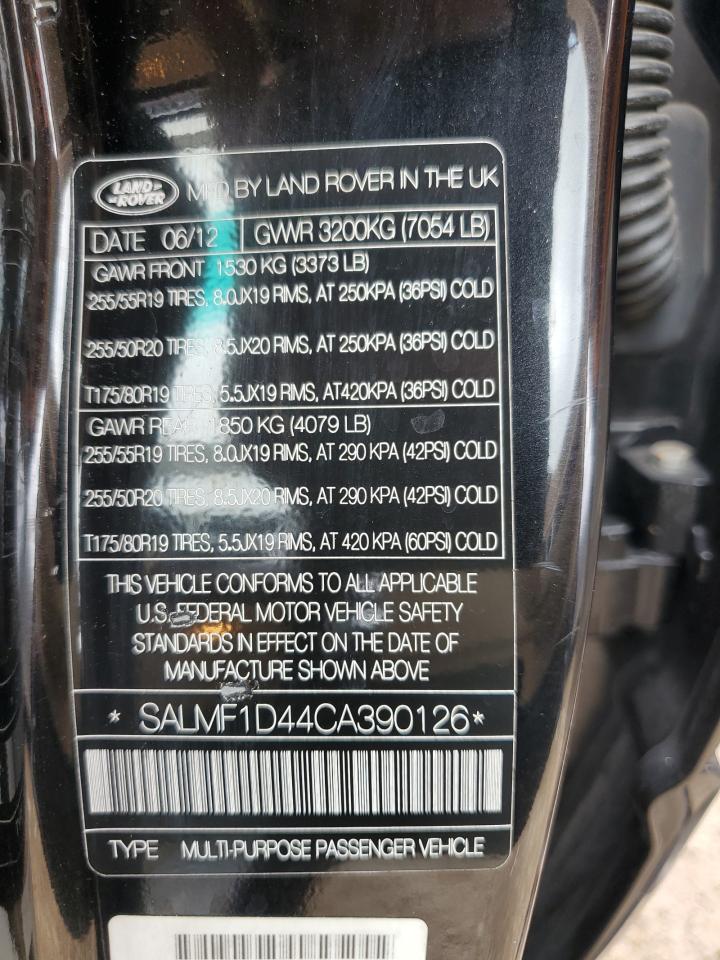 LAND ROVER MFD BY LAND ROVER IN THE UK
DATE 06/12 GVWR 3200KG (7054 LB)
GAWR FRONT 1530 KG (3373 LB)
255/55R19 TIRES, 8.0JX19 RIMS, AT 250KPA (36PSI) COLD
255/50R20 TIRES, 8.5JX20 RIMS, AT 250KPA (36PSI) COLD
T175/80R19 TIRES, 5.5JX19 RIMS, AT420KPA (36PSI) COLD
GAWR REAR 1850 KG (4079 LB)
255/55R19 TIRES, 8.0JX19 RIMS, AT 290 KPA (42PSI) COLD
255/50R20 TIRES, 8.5JX20 RIMS, AT 290 KPA (42PSI) COLD
T175/80R19 TIRES, 5.5JX19 RIMS, AT 420 KPA (60PSI) COLD
THIS VEHICLE CONFORMS TO ALL APPLICABLE
U.S. FEDERAL MOTOR VEHICLE SAFETY
STANDARDS IN EFFECT ON THE DATE OF
MANUFACTURE SHOWN ABOVE
* SALMF1D44CA390126*
TYPE MULTI-PURPOSE PASSENGER VEHICLE